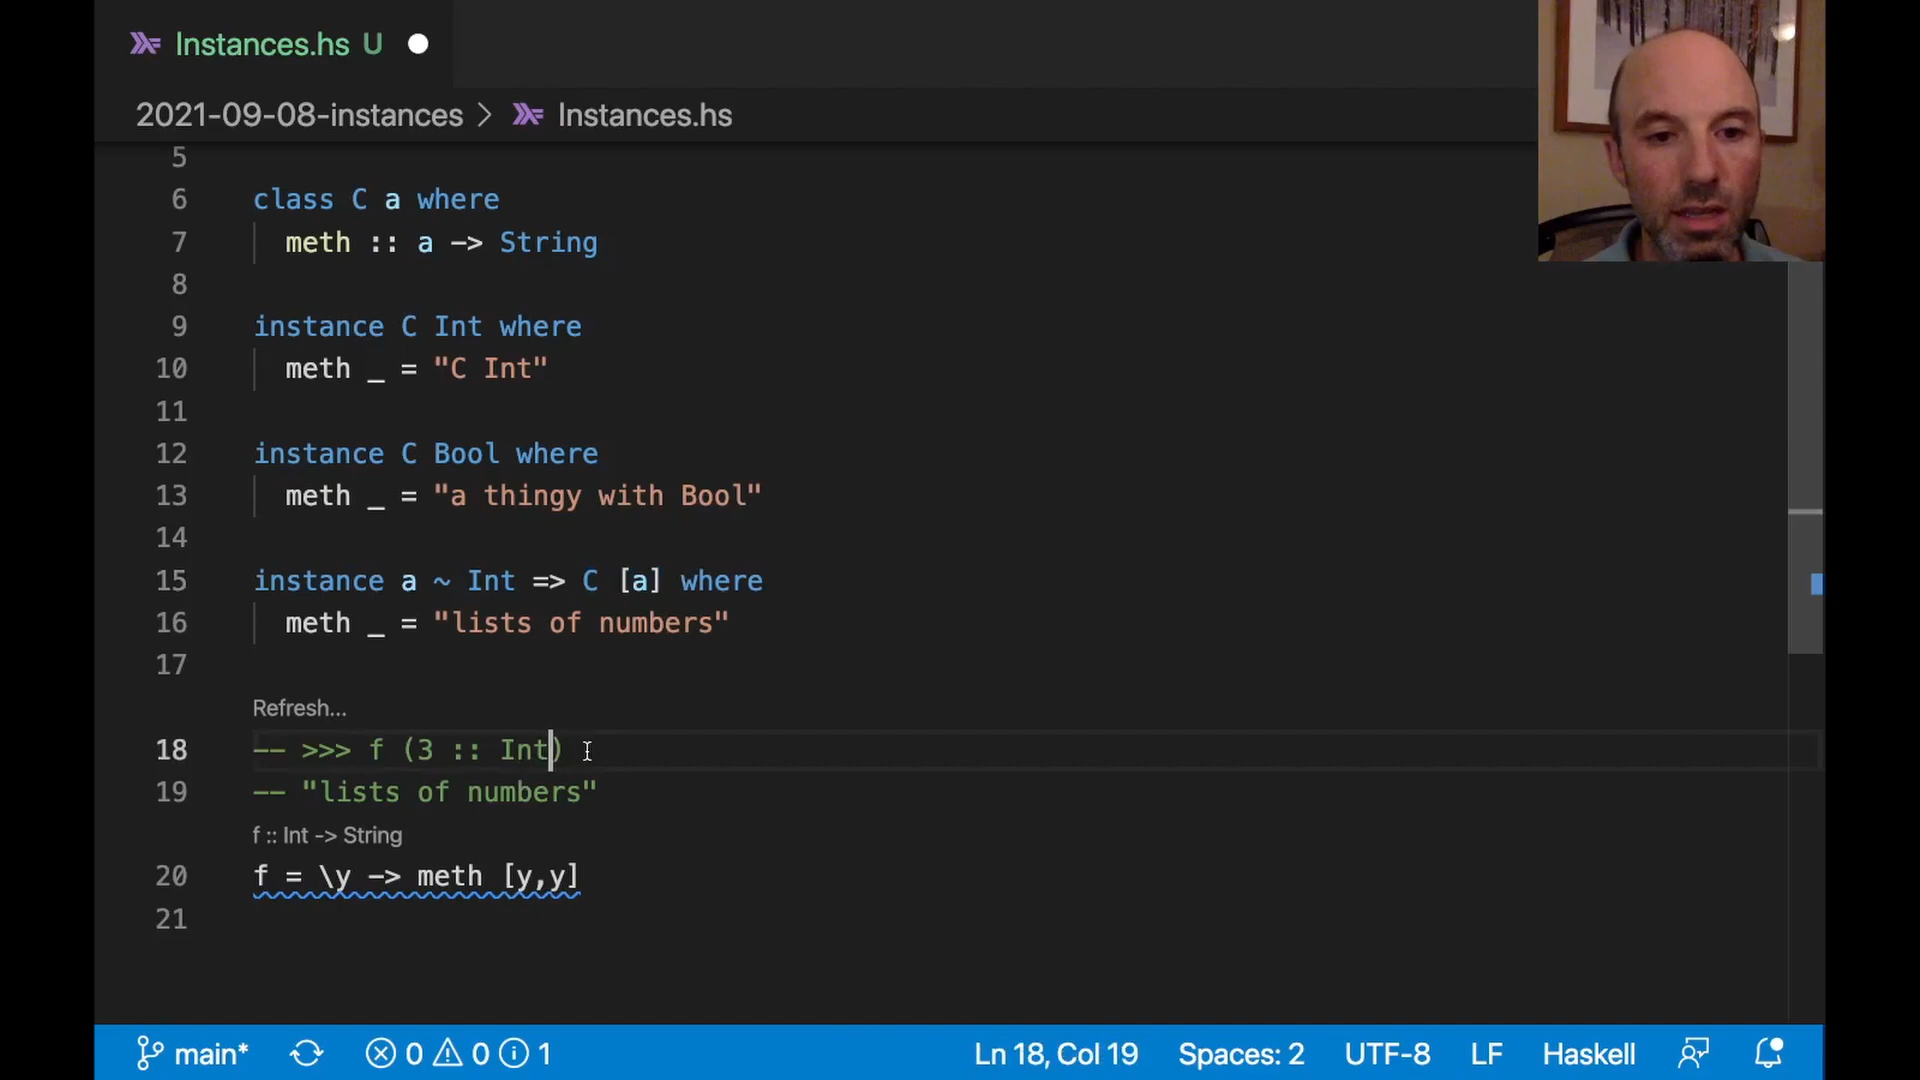 Instances.hs U
2021-09-08-instances > Instances.hs
5
6 class C a where
7 meth :: a -> String
8
9 instance C Int where
10 meth _ = "C Int"
11
12 instance C Bool where
13 meth _ = "a thingy with Bool"
14
15 instance a ~ Int => C [a] where
16 meth _ = "lists of numbers"
17
Refresh...
18 -- >>> f (3 :: Int)
19 -- "lists of numbers"
f :: Int -> String
20 f = \y -> meth [y,y]
21
main* 0 0 1 Ln 18, Col 19 Spaces: 2 UTF-8 LF Haskell